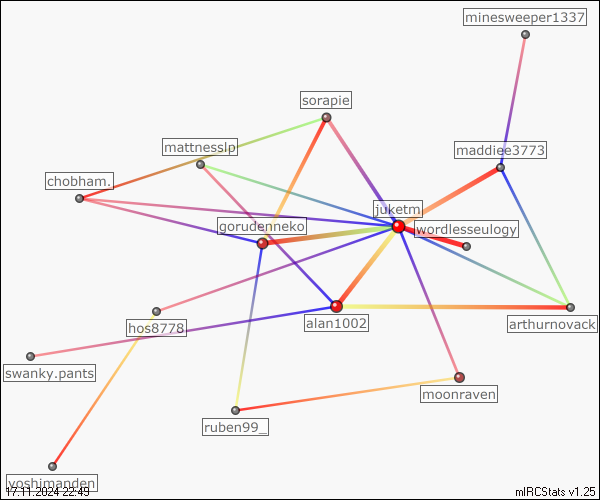 minesweeper1337
sorapie
mattnesslp
maddiee3773
chobham.
juketm
gorudenneko
wordlesseulogy
alan1002
arthurnovack
hos8778
swanky.pants
moonraven
ruben99_
yoshimanden
17.11.2024 22:49
mIRCStats v1.25